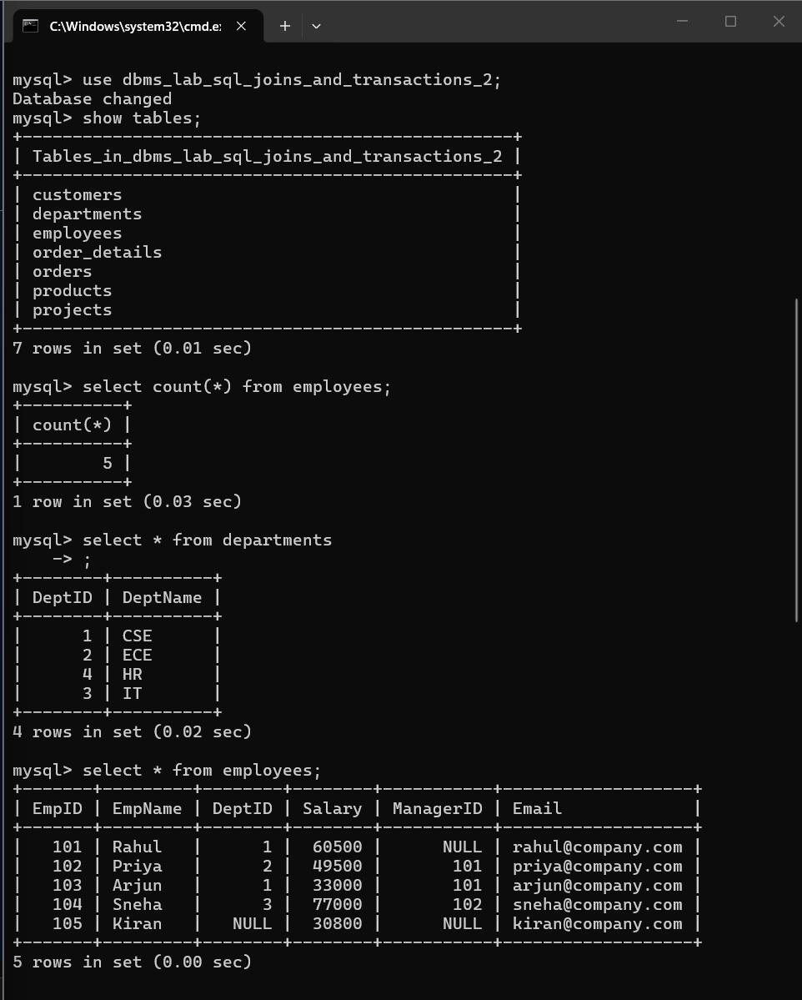 C:\Windows\system32\cmd.e
mysql> use dbms_lab_sql_joins_and_transactions_2;
Database changed
mysql> show tables;
+-------------------------------------------------+
| Tables_in_dbms_lab_sql_joins_and_transactions_2 |
+-------------------------------------------------+
| customers                                       |
| departments                                     |
| employees                                       |
| order_details                                   |
| orders                                          |
| products                                        |
| projects                                        |
+-------------------------------------------------+
7 rows in set (0.01 sec)
mysql> select count(*) from employees;
+----------+
| count(*) |
+----------+
|        5 |
+----------+
1 row in set (0.03 sec)
mysql> select * from departments
    -> ;
+--------+----------+
| DeptID | DeptName |
+--------+----------+
|      1 | CSE      |
|      2 | ECE      |
|      4 | HR       |
|      3 | IT       |
+--------+----------+
4 rows in set (0.02 sec)
mysql> select * from employees;
+-------+---------+--------+--------+-----------+-------------------+
| EmpID | EmpName | DeptID | Salary | ManagerID | Email             |
+-------+---------+--------+--------+-----------+-------------------+
|   101 | Rahul   |      1 |  60500 |      NULL | rahul@company.com |
|   102 | Priya   |      2 |  49500 |       101 | priya@company.com |
|   103 | Arjun   |      1 |  33000 |       101 | arjun@company.com |
|   104 | Sneha   |      3 |  77000 |       102 | sneha@company.com |
|   105 | Kiran   |   NULL |  30800 |      NULL | kiran@company.com |
+-------+---------+--------+--------+-----------+-------------------+
5 rows in set (0.00 sec)